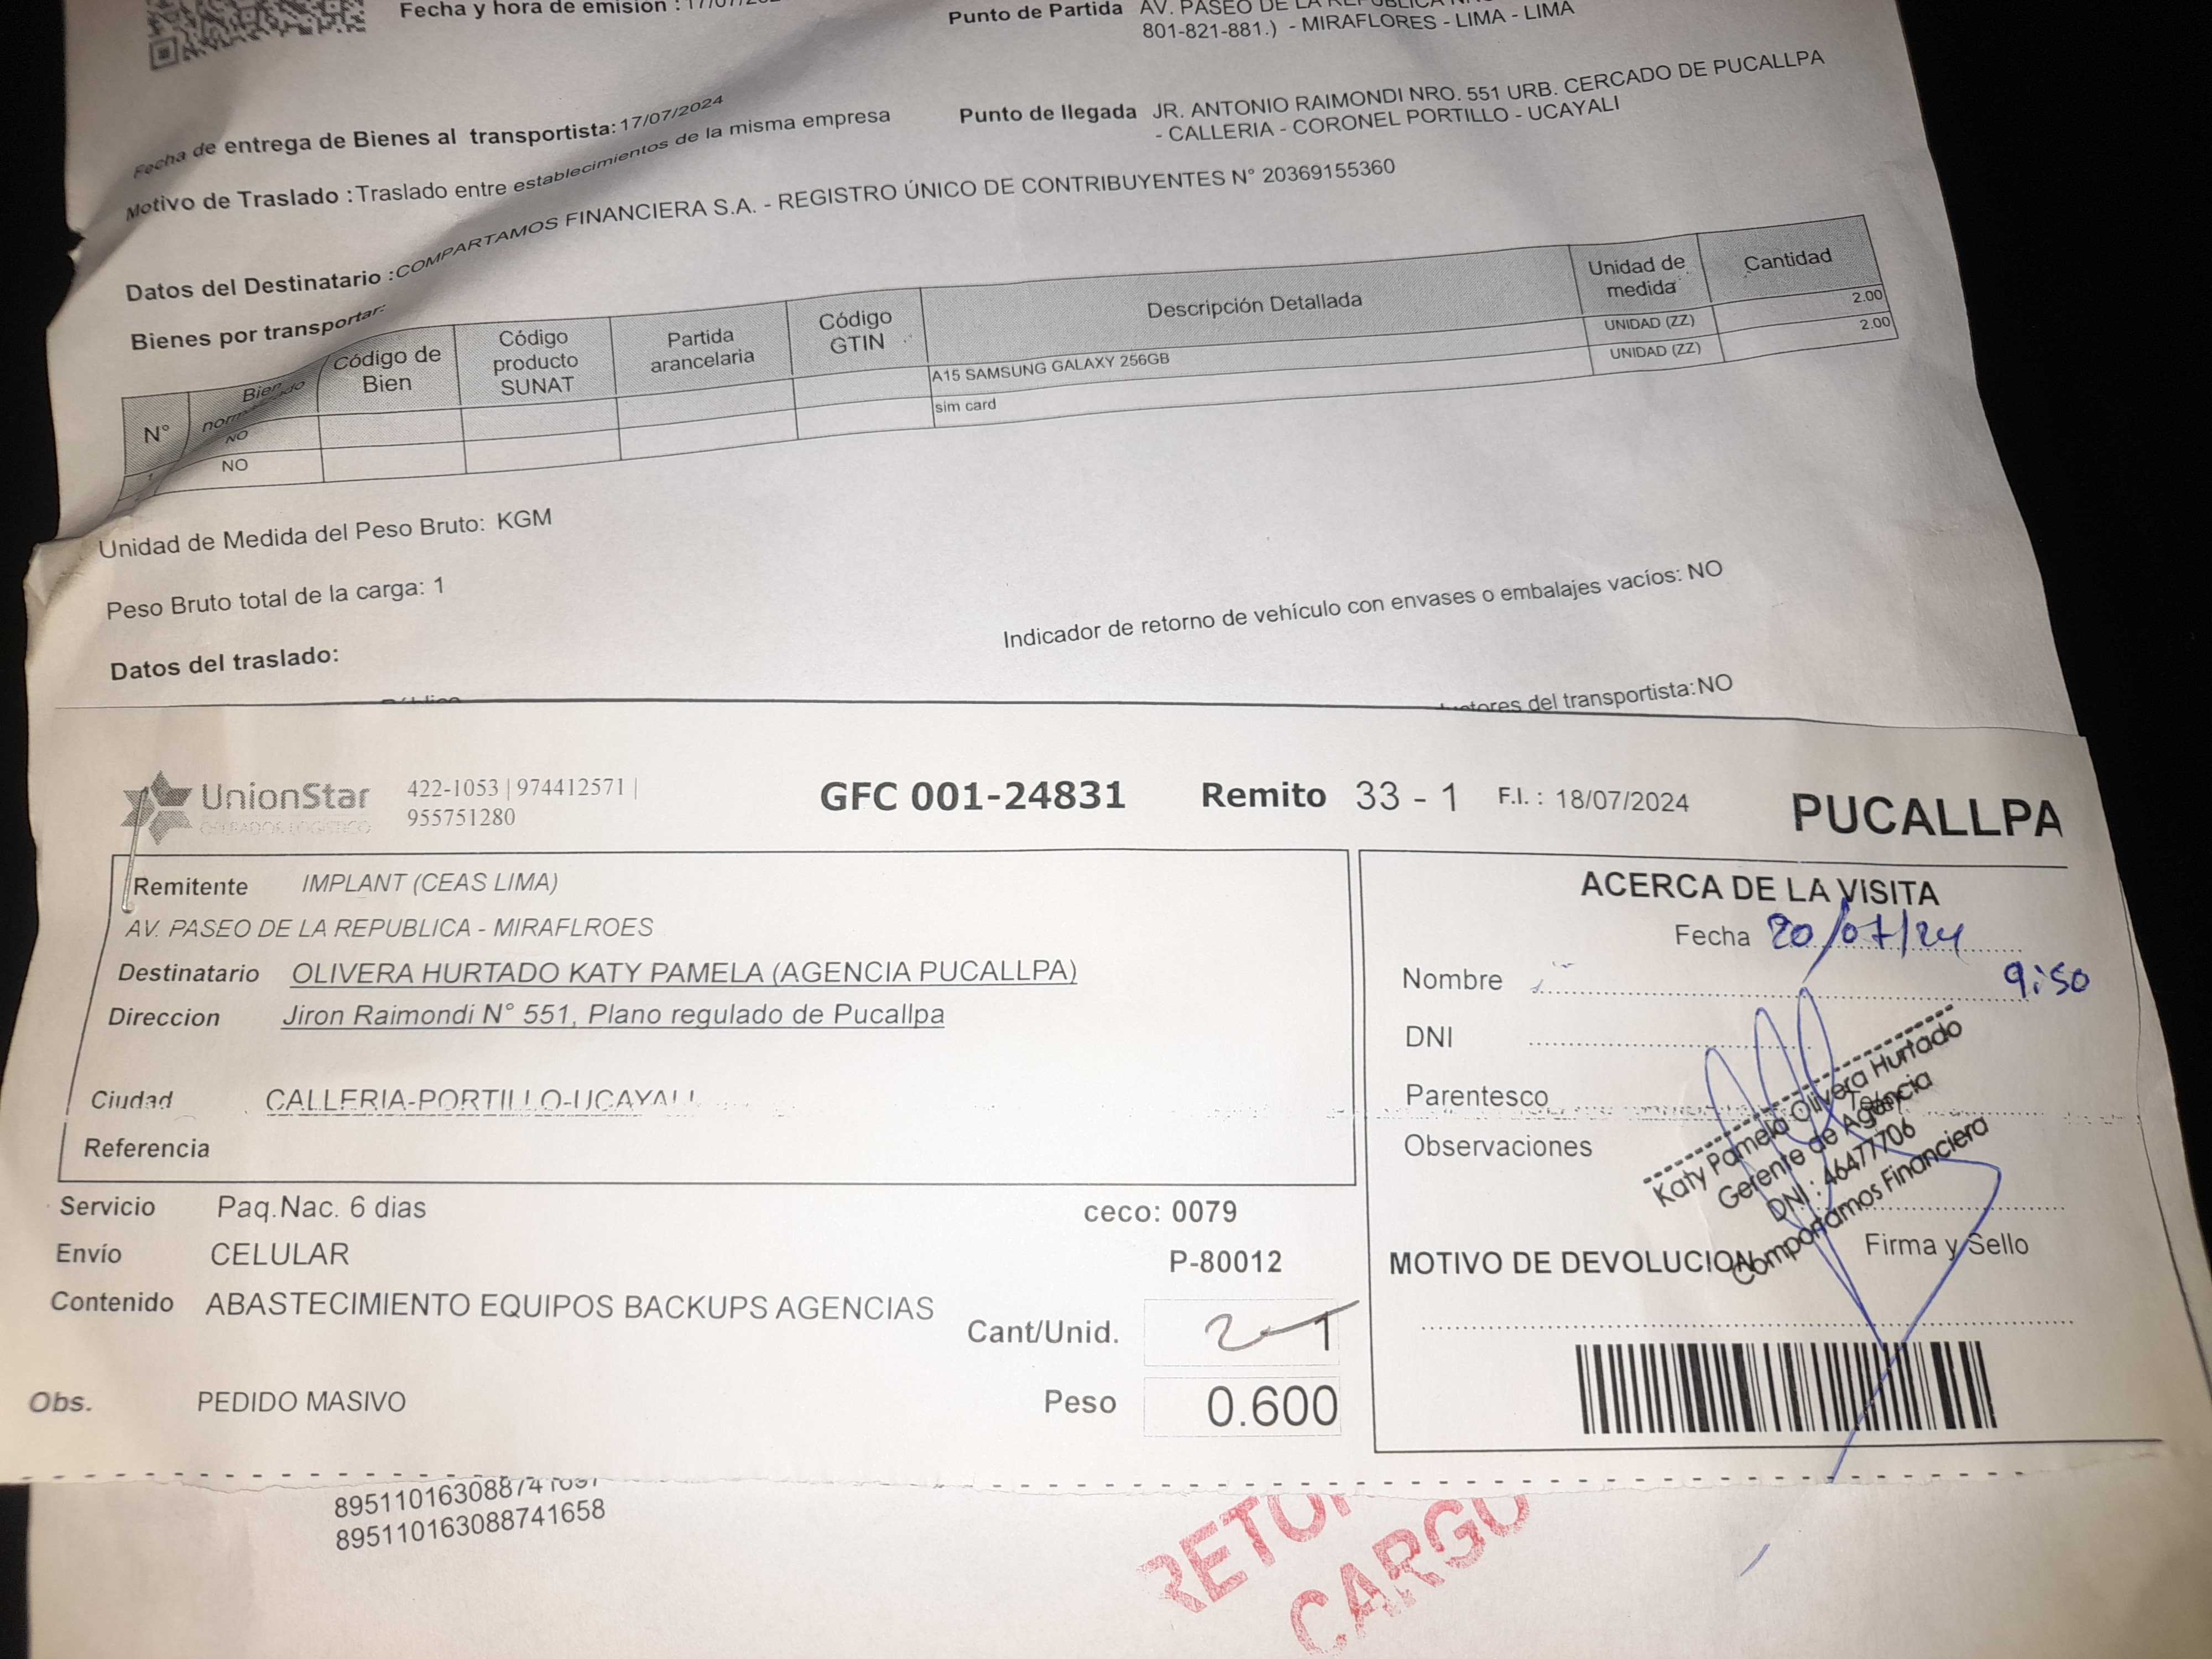 Fecha y hora de emisión : 17/07/202
Punto de Partida AV. PASEO DE LA REPÚBLICA
801-821-881.) - MIRAFLORES - LIMA - LIMA
Fecha de entrega de Bienes al transportista: 17/07/2024
Punto de llegada JR. ANTONIO RAIMONDI NRO. 551 URB. CERCADO DE PUCALLPA
- CALLERIA - CORONEL PORTILLO - UCAYALI
Motivo de Traslado : Traslado entre establecimientos de la misma empresa
Datos del Destinatario : COMPARTAMOS FINANCIERA S.A. - REGISTRO ÚNICO DE CONTRIBUYENTES N° 20369155360
Bienes por transportar:
N° Bien Código de Bien Código producto SUNAT Partida arancelaria Código GTIN Descripción Detallada Unidad de medida Cantidad
1 NO A15 SAMSUNG GALAXY 256GB UNIDAD (ZZ) 2.00
NO sim card UNIDAD (ZZ) 2.00
Unidad de Medida del Peso Bruto: KGM
Peso Bruto total de la carga: 1
Indicador de retorno de vehículo con envases o embalajes vacíos: NO
Datos del traslado:
del transportista: NO
UnionStar
OPERADOR LOGÍSTICO
422-1053 | 974412571 |
955751280
GFC 001-24831
Remito 33 - 1
F.I. : 18/07/2024
PUCALLPA
Remitente IMPLANT (CEAS LIMA)
AV. PASEO DE LA REPUBLICA - MIRAFLROES
Destinatario OLIVERA HURTADO KATY PAMELA (AGENCIA PUCALLPA)
Direccion Jiron Raimondi N° 551, Plano regulado de Pucallpa
Ciudad CALLERIA-PORTILLO-UCAYALI
Referencia
Servicio Paq.Nac. 6 dias
ceco: 0079
Envío CELULAR
P-80012
Contenido ABASTECIMIENTO EQUIPOS BACKUPS AGENCIAS
Cant/Unid. 2 1
Obs. PEDIDO MASIVO
Peso 0.600
ACERCA DE LA VISITA
Fecha 20/07/24
Nombre 9:50
DNI
Parentesco
Observaciones
Katy Pamela Olivera Hurtado
Gerente de Agencia
DNI : 46477706
Compartamos Financiera
Firma y Sello
MOTIVO DE DEVOLUCION
895110163088741658
CARGO